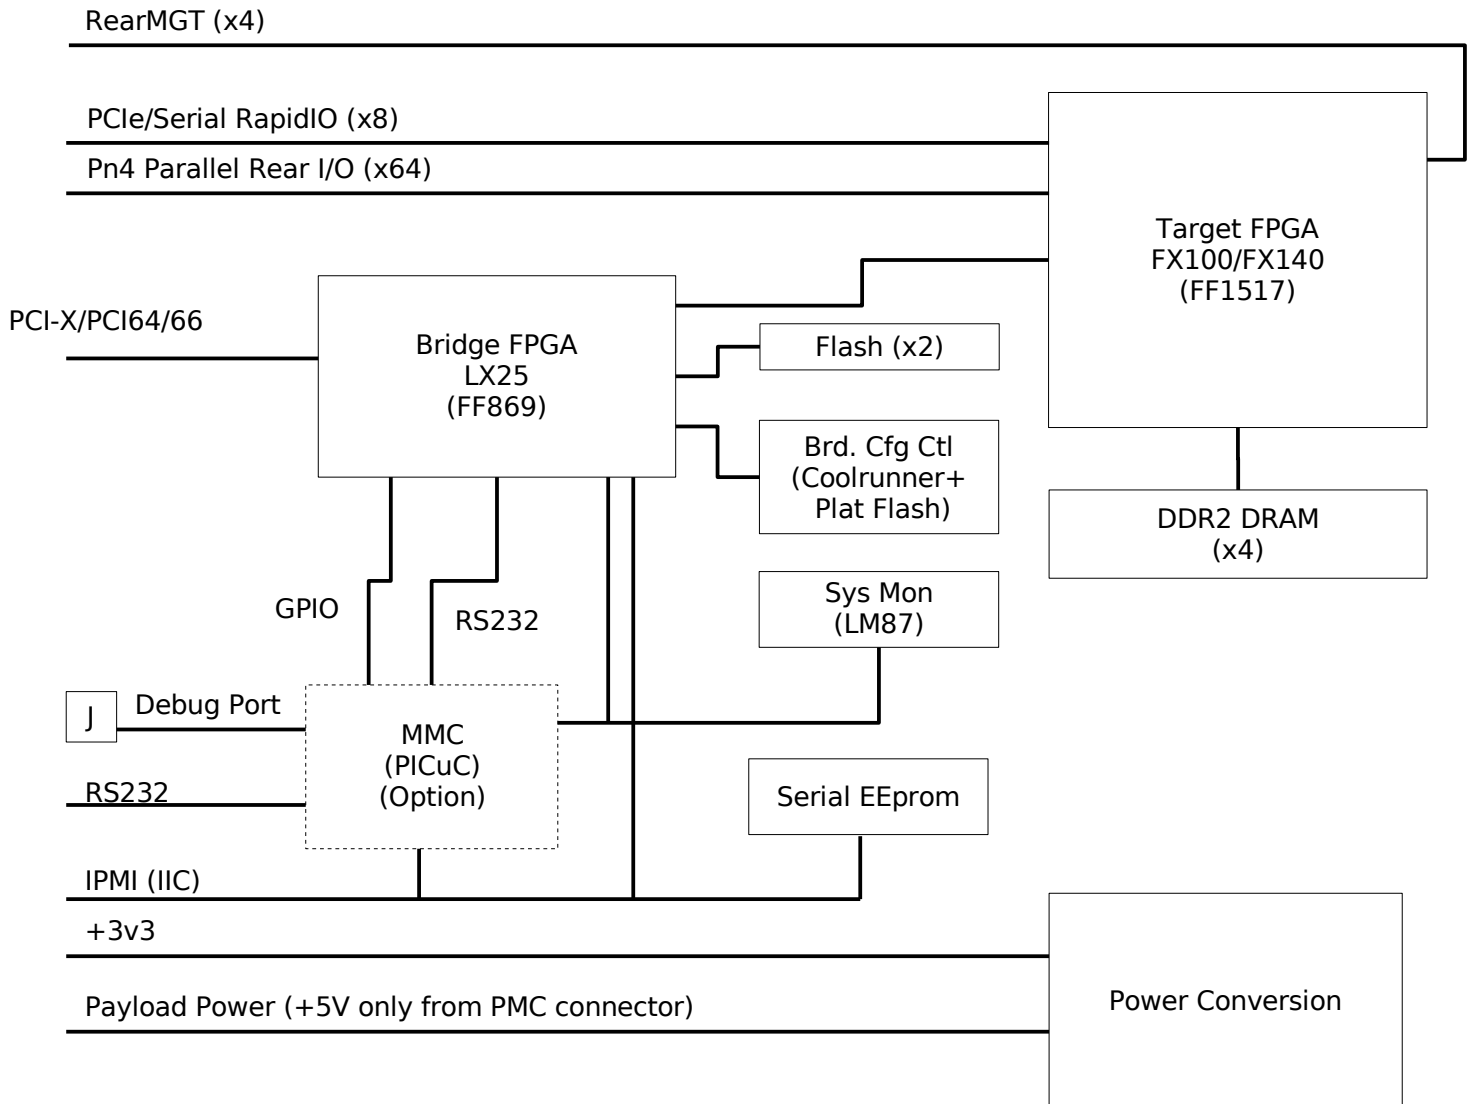 RearMGT (x4)
PCIe/Serial RapidIO (x8)
Pn4 Parallel Rear I/O (x64)
Target FPGA
FX100/FX140
(FF1517)
PCI-X/PCI64/66
Bridge FPGA
LX25
(FF869)
Flash (x2)
Brd. Cfg Ctl
(Coolrunner+
Plat Flash)
DDR2 DRAM
(x4)
Sys Mon
(LM87)
GPIO
RS232
J
Debug Port
MMC
(PICuC)
(Option)
RS232
Serial EEprom
IPMI (IIC)
+3v3
Payload Power (+5V only from PMC connector)
Power Conversion